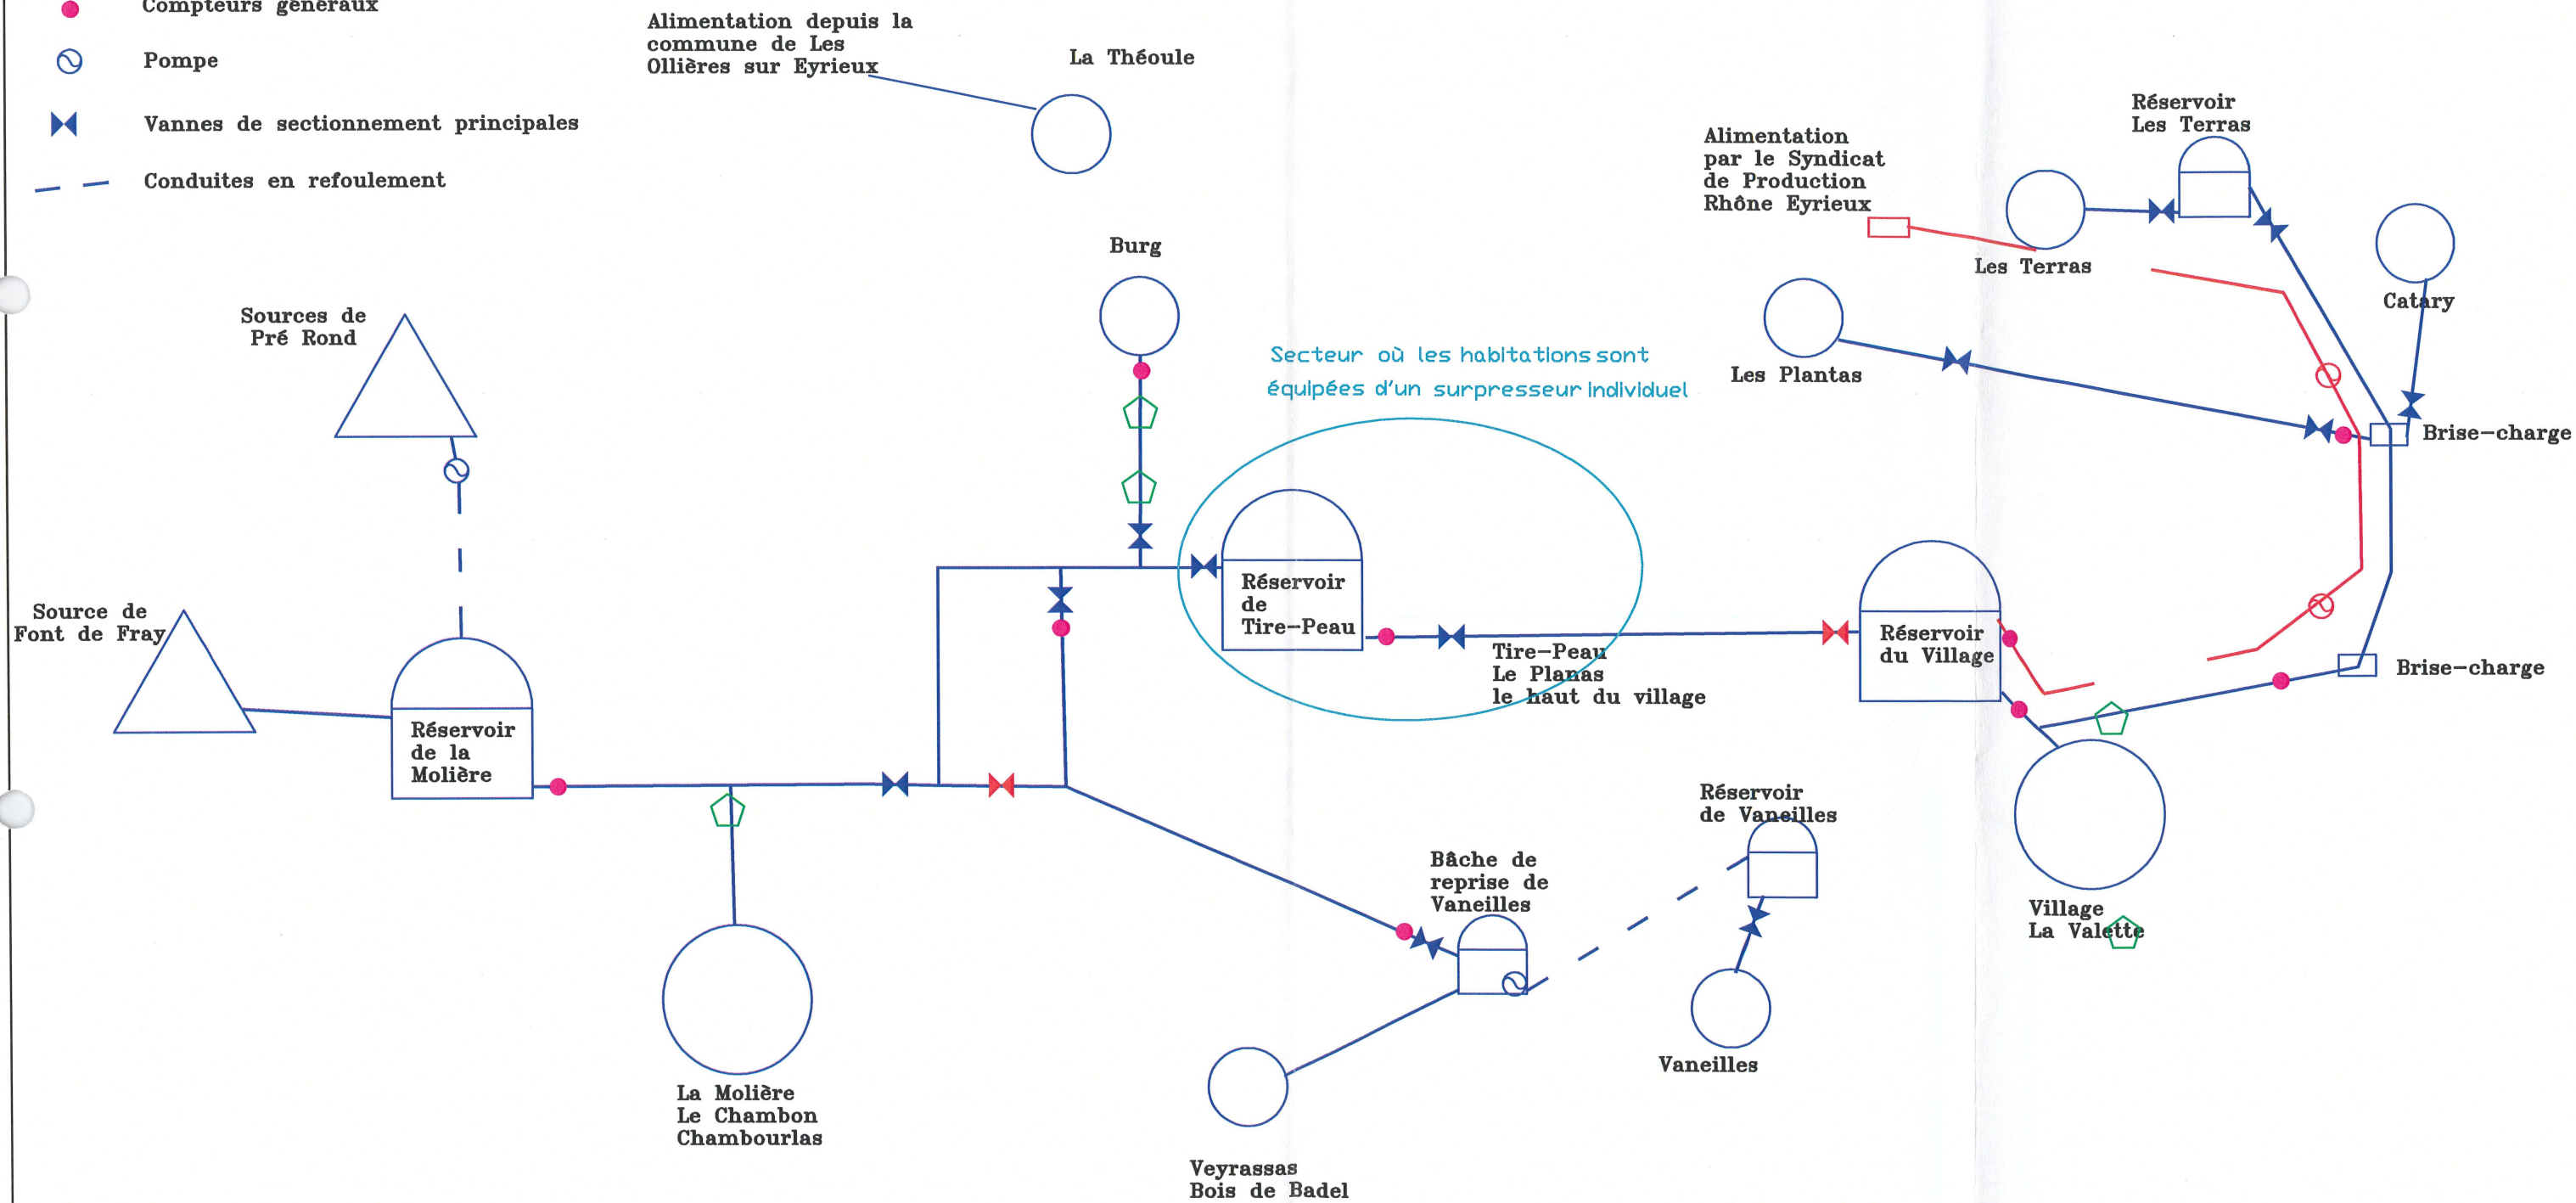 Compteurs généraux
Pompe
Vannes de sectionnement principales
Conduites en refoulement
Alimentation depuis la
commune de Les
Ollières sur Eyrieux
La Théoule
Réservoir
Les Terras
Alimentation
par le Syndicat
de Production
Rhône Eyrieux
Les Terras
Catary
Burg
Sources de
Pré Rond
Secteur où les habitations sont
équipées d'un surpresseur individuel
Les Plantas
Brise-charge
Source de
Font de Fray
Réservoir
de
Tire-Peau
Réservoir
du Village
Tire-Peau
Le Planas
le haut du village
Brise-charge
Réservoir
de la
Molière
Réservoir
de Vaneilles
Bâche de
reprise de
Vaneilles
Village
La Valette
Vaneilles
La Molière
Le Chambon
Chambourlas
Veyrassas
Bois de Badel